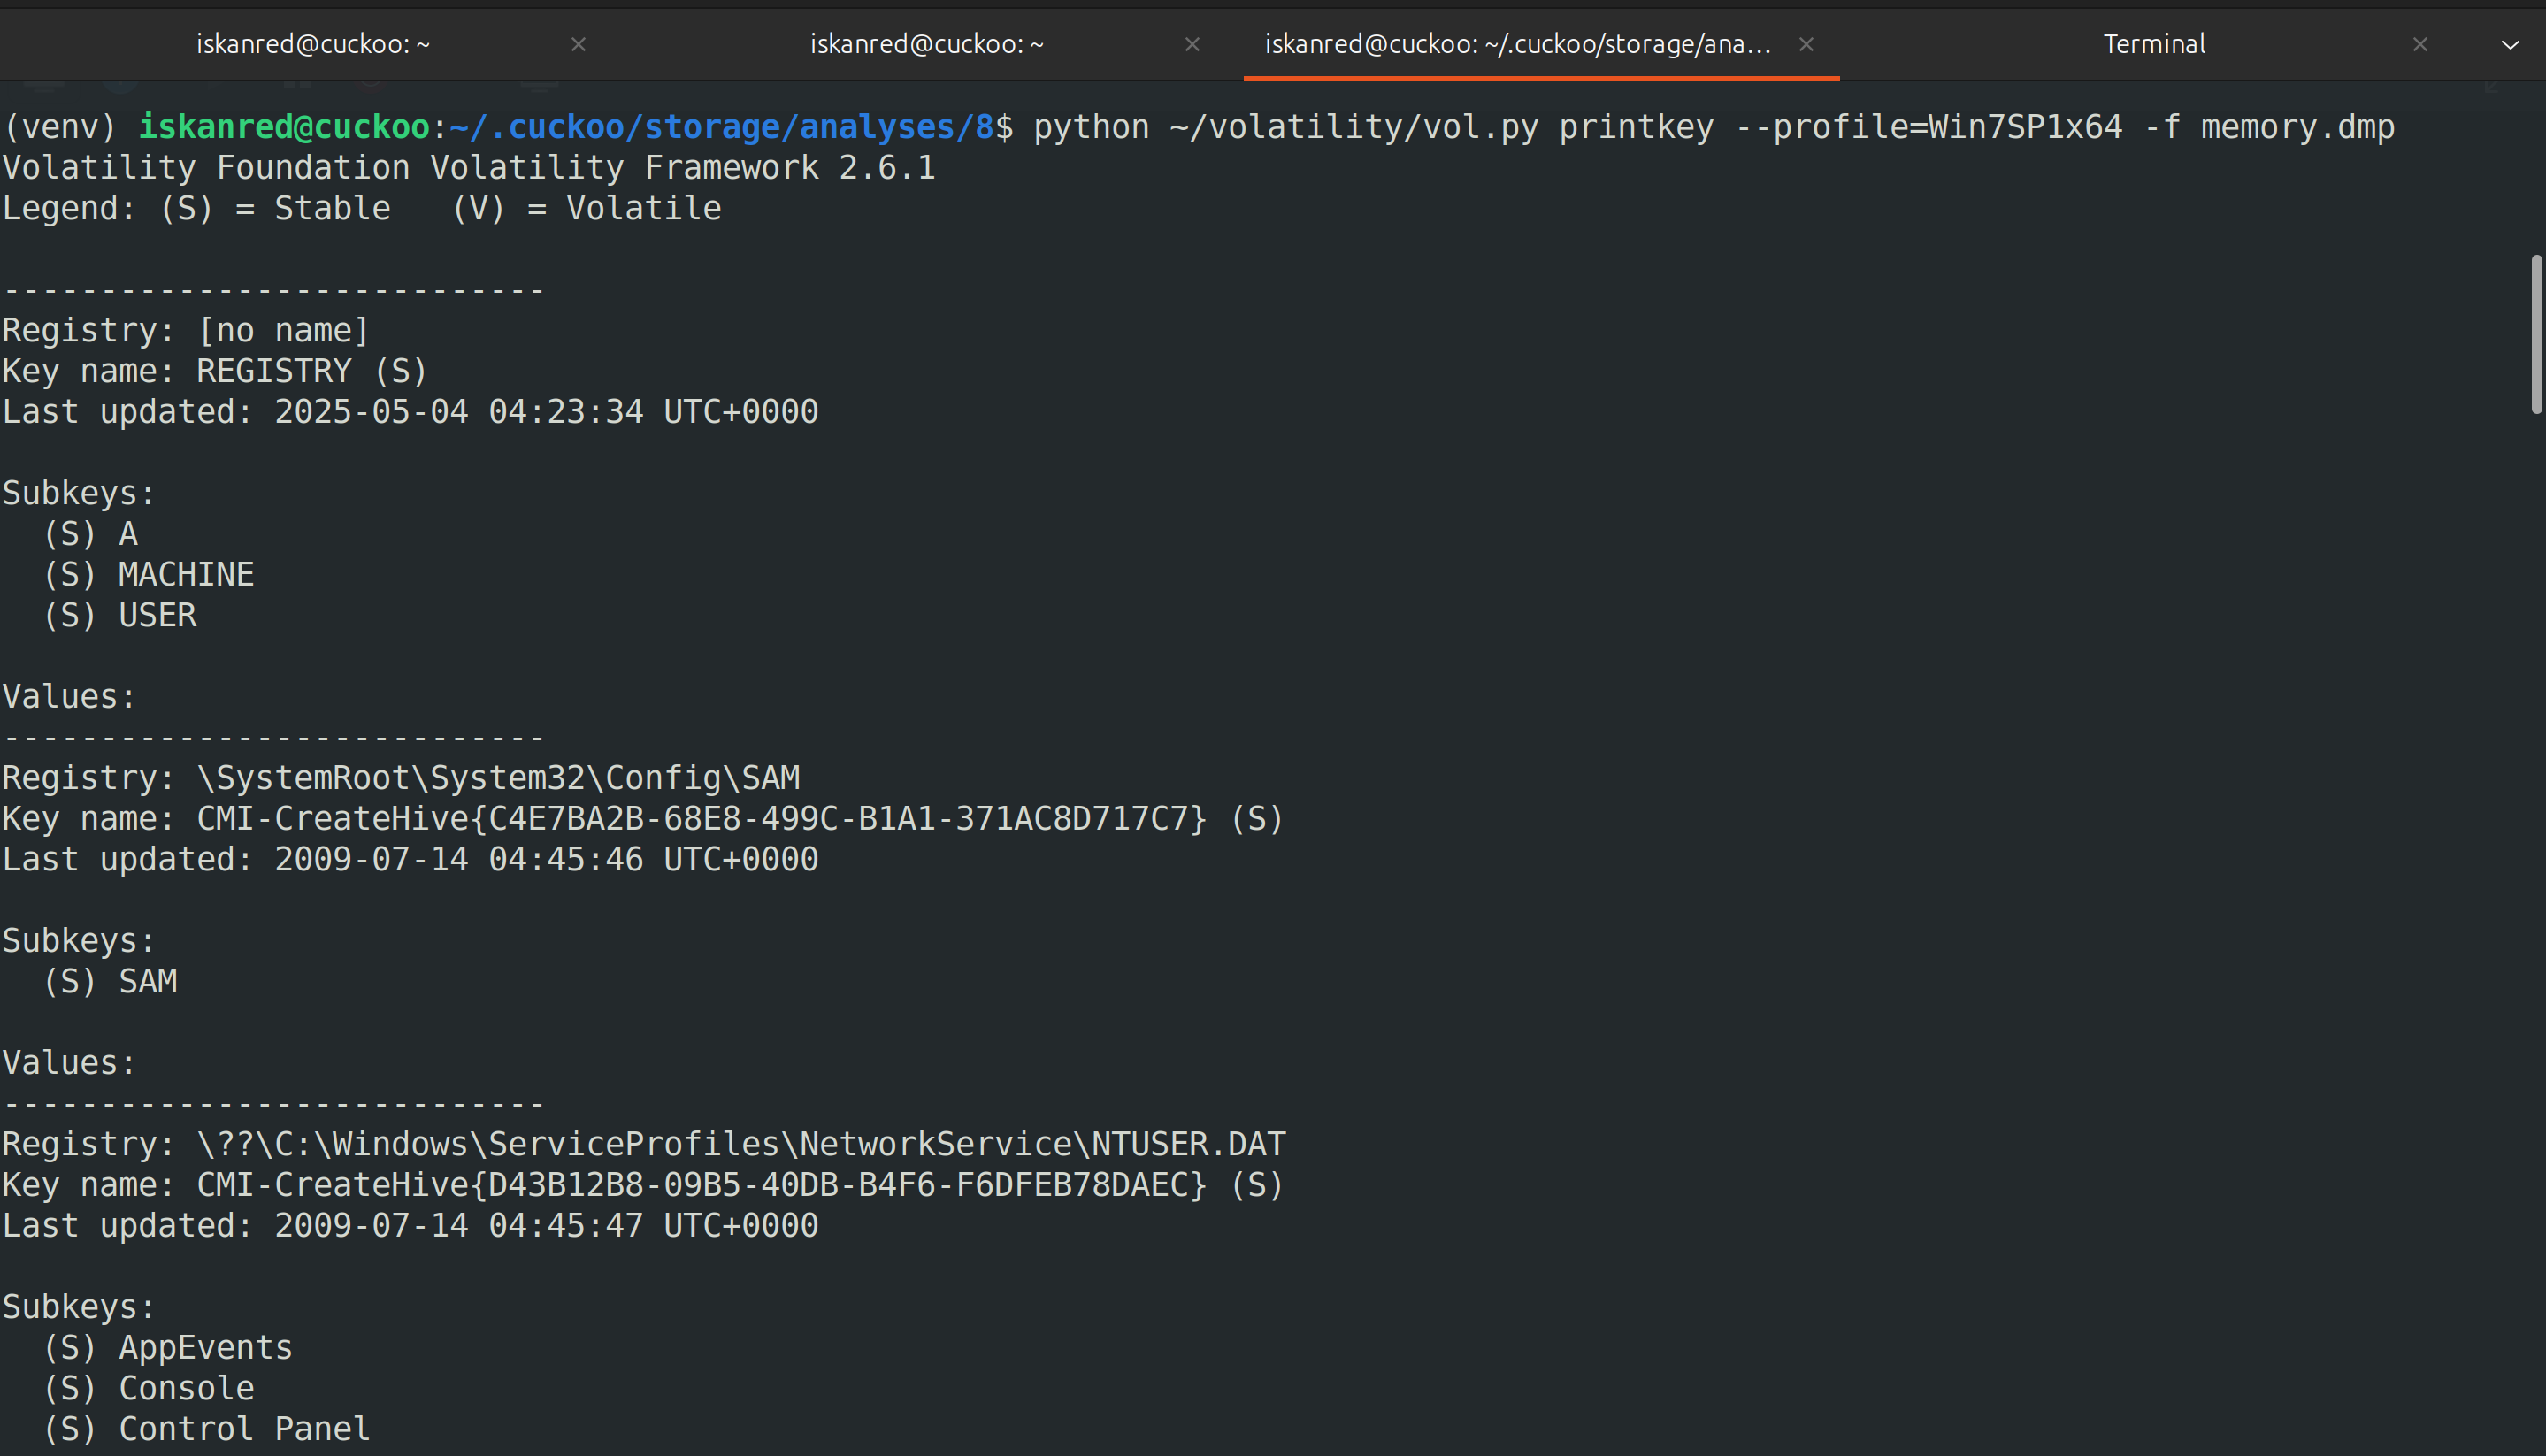 iskanred@cuckoo: ~ × iskanred@cuckoo: ~ × iskanred@cuckoo: ~/.cuckoo/storage/ana... × Terminal ×
(venv) iskanred@cuckoo:~/.cuckoo/storage/analyses/8$ python ~/volatility/vol.py printkey --profile=Win7SP1x64 -f memory.dmp
Volatility Foundation Volatility Framework 2.6.1
Legend: (S) = Stable   (V) = Volatile

----------------------------
Registry: [no name]
Key name: REGISTRY (S)
Last updated: 2025-05-04 04:23:34 UTC+0000

Subkeys:
  (S) A
  (S) MACHINE
  (S) USER

Values:
----------------------------
Registry: \SystemRoot\System32\Config\SAM
Key name: CMI-CreateHive{C4E7BA2B-68E8-499C-B1A1-371AC8D717C7} (S)
Last updated: 2009-07-14 04:45:46 UTC+0000

Subkeys:
  (S) SAM

Values:
----------------------------
Registry: \??\C:\Windows\ServiceProfiles\NetworkService\NTUSER.DAT
Key name: CMI-CreateHive{D43B12B8-09B5-40DB-B4F6-F6DFEB78DAEC} (S)
Last updated: 2009-07-14 04:45:47 UTC+0000

Subkeys:
  (S) AppEvents
  (S) Console
  (S) Control Panel